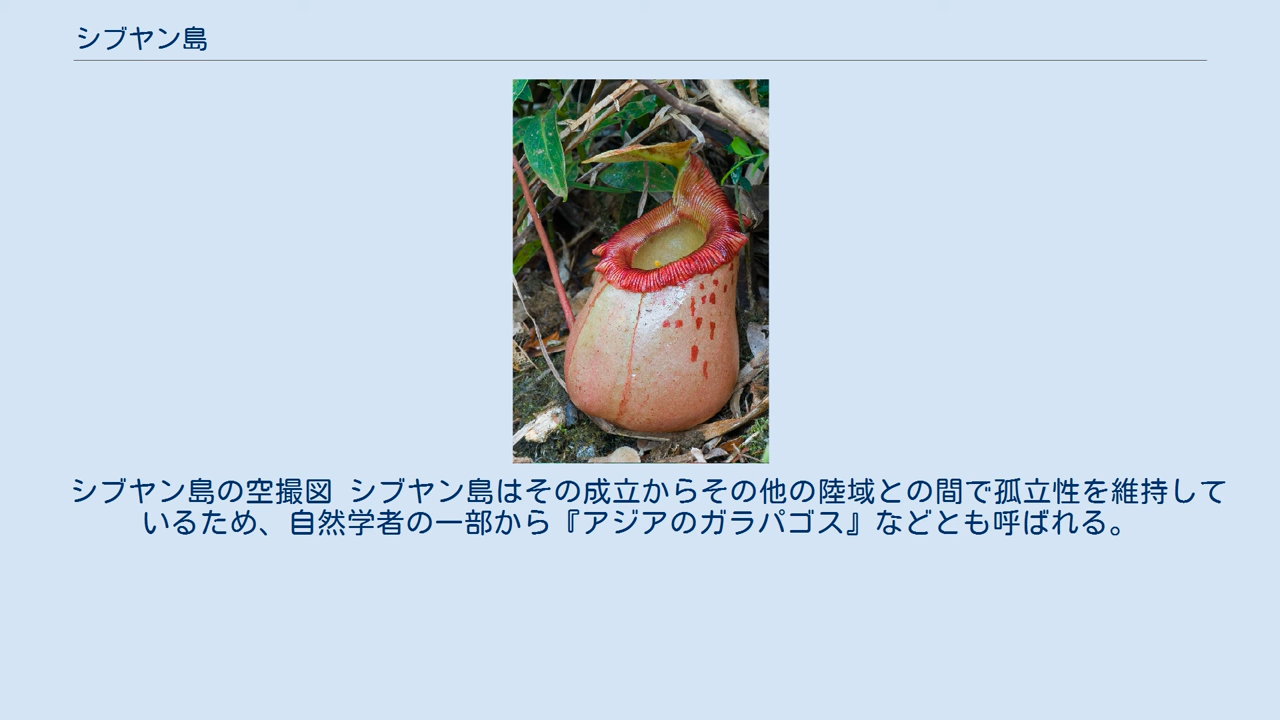 シブヤン島
シブヤン島の空撮図 シブヤン島はその成立からその他の陸域との間で孤立性を維持して
いるため、自然学者の一部から『アジアのガラパゴス』などとも呼ばれる。